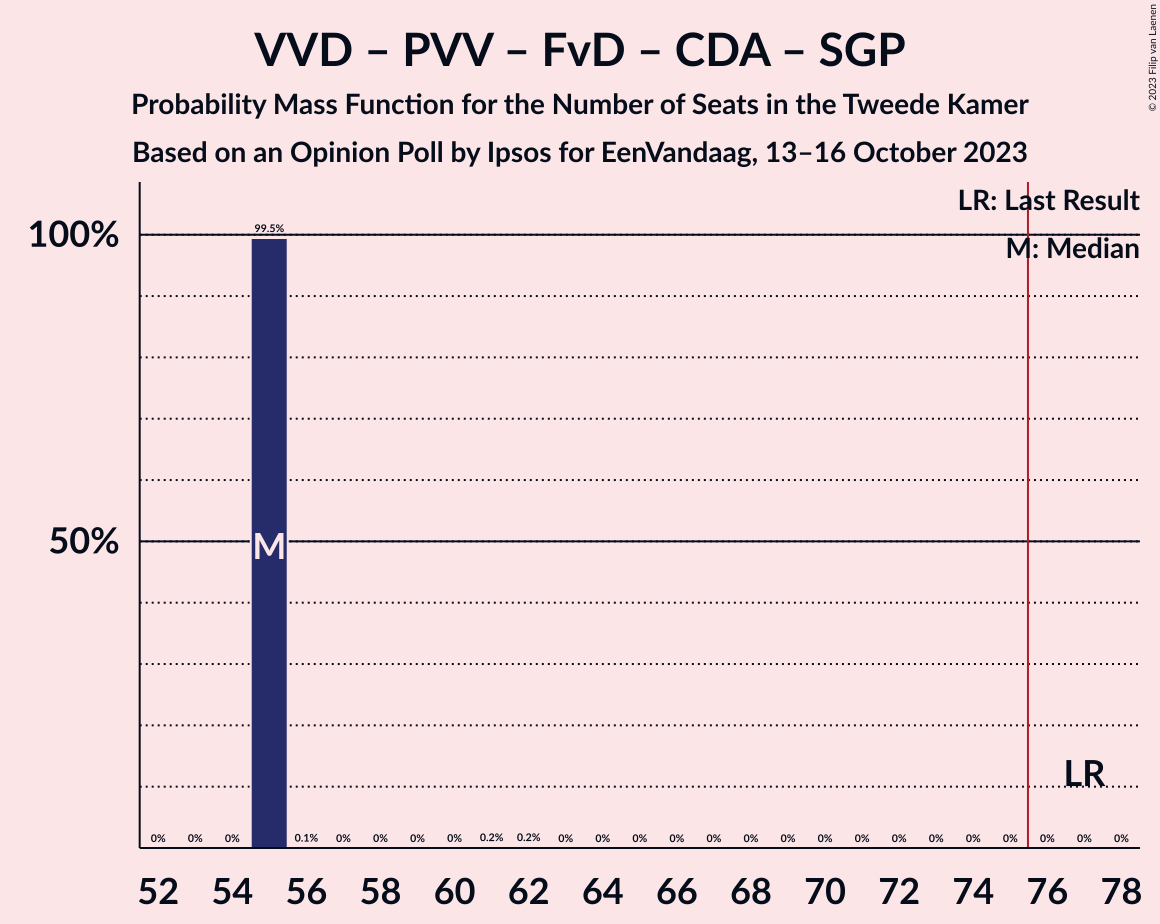 VVD – PVV – FvD – CDA – SGP
Probability Mass Function for the Number of Seats in the Tweede Kamer
Based on an Opinion Poll by Ipsos for EenVandaag, 13–16 October 2023
© 2023 Filip van Laenen
LR: Last Result
M: Median
100%
99.5%
50%
M
LR
0% 0% 0% 0.1% 0% 0% 0% 0% 0.2% 0.2% 0% 0% 0% 0% 0% 0% 0% 0% 0% 0% 0% 0% 0% 0% 0% 0%
52 54 56 58 60 62 64 66 68 70 72 74 76 78